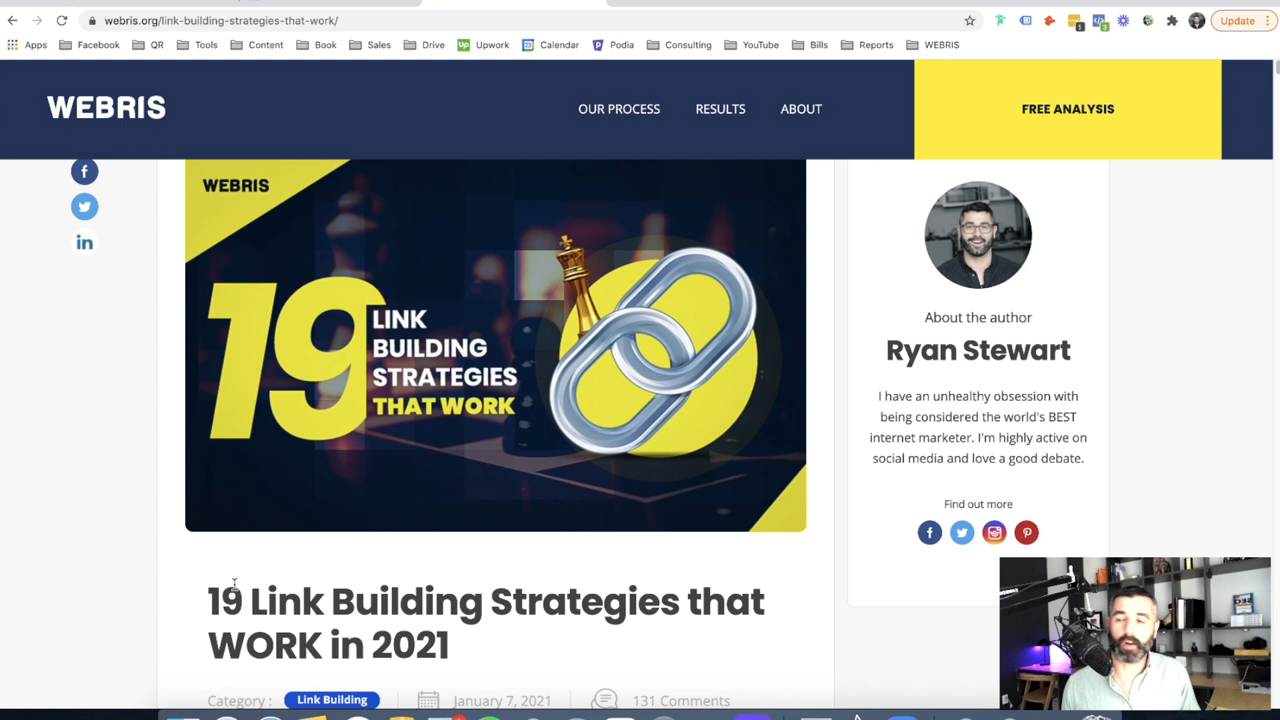 webris.org/link-building-strategies-that-work/
Update
1
3
Apps
Facebook
QR
Tools
Content
Book
Sales
Drive
Up
Upwork
Calendar
Podia
Consulting
YouTube
Bills
Reports
WEBRIS
WEBRIS
OUR PROCESS
RESULTS
ABOUT
FREE ANALYSIS
WEBRIS
19
LINK
BUILDING
STRATEGIES
THAT WORK
About the author
Ryan Stewart
I have an unhealthy obsession with
being considered the world's BEST
internet marketer. I'm highly active on
social media and love a good debate.
Find out more
19 Link Building Strategies that
WORK in 2021
Category :
Link Building
January 7, 2021
131 Comments